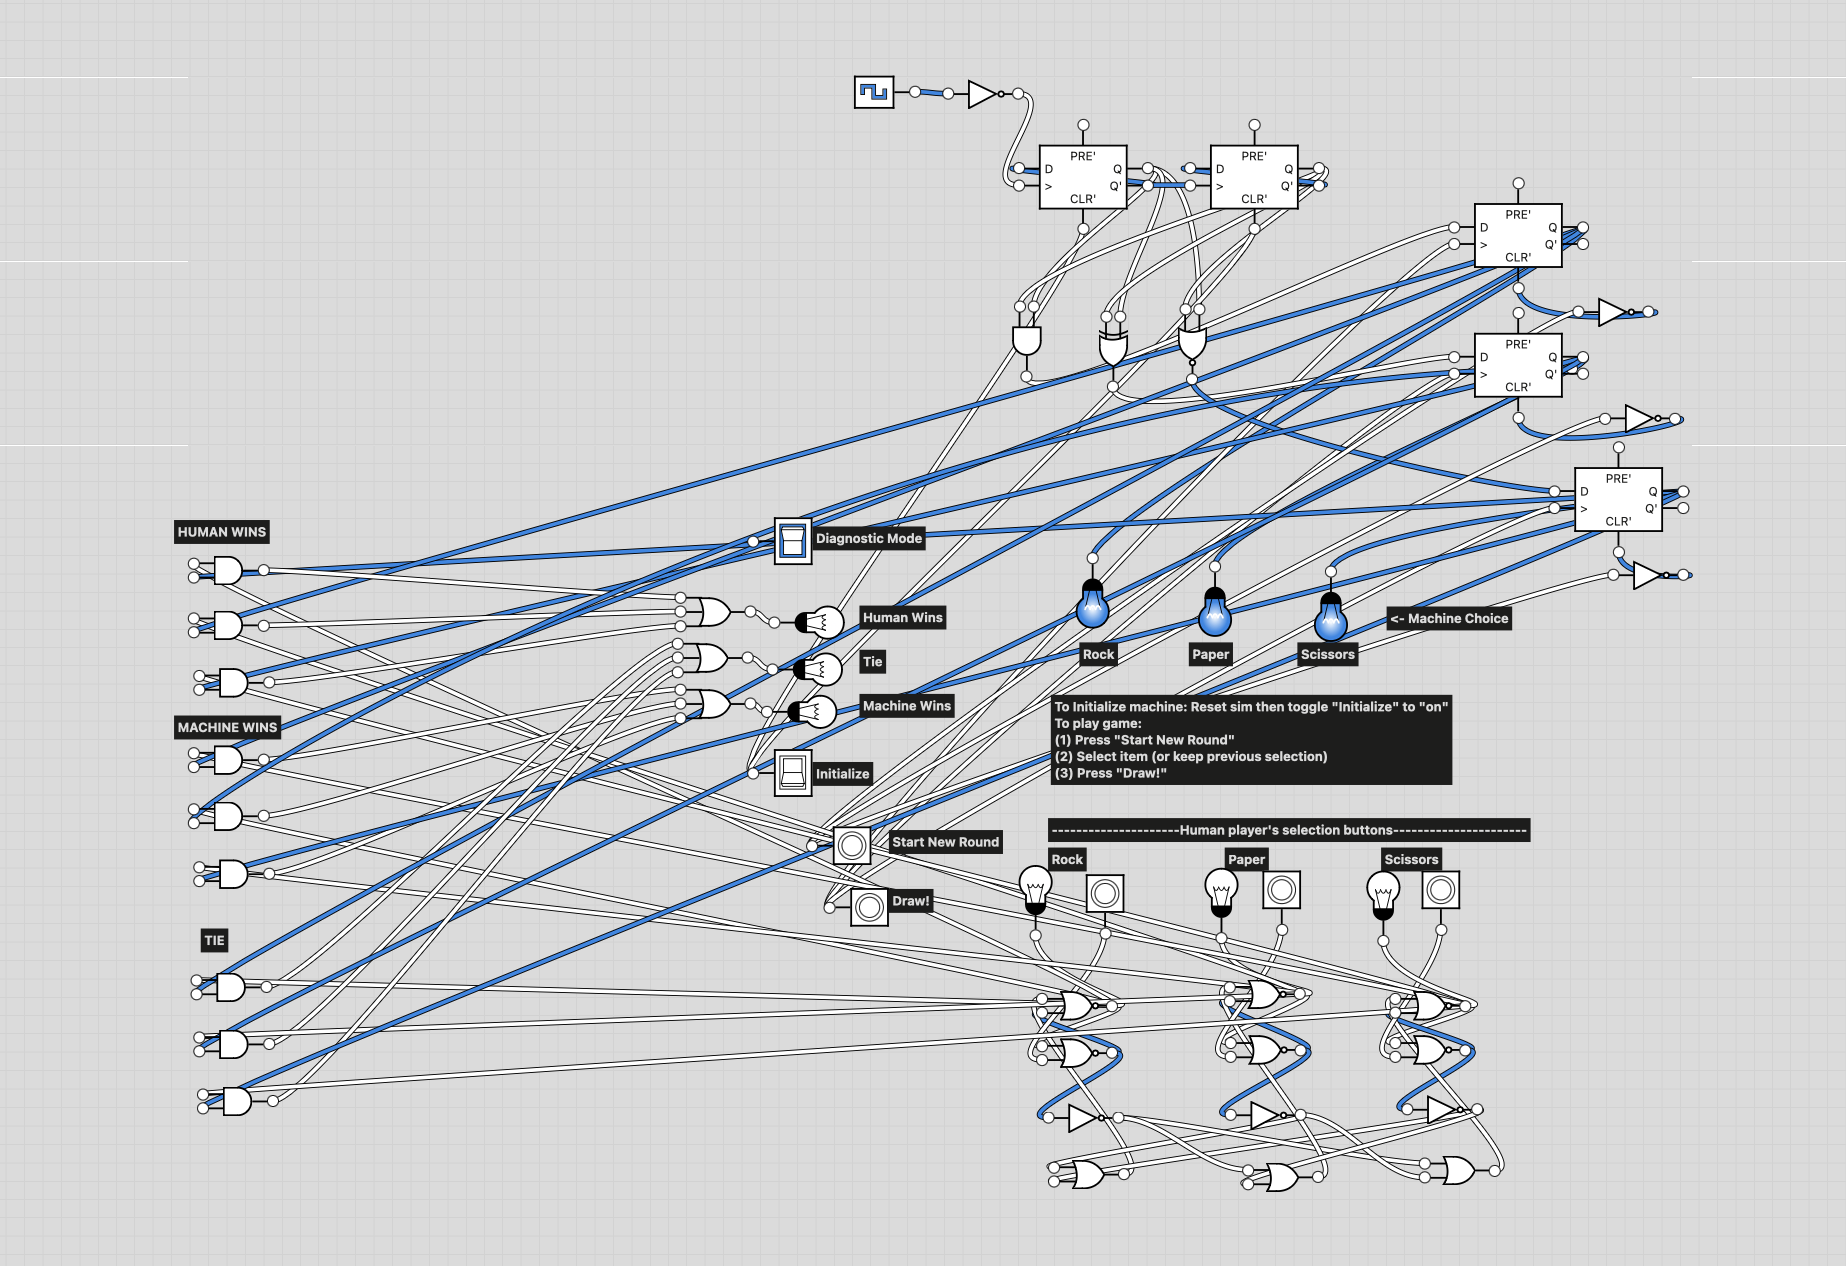 PRE'
D Q
> Q'
CLR'
PRE'
D Q
> Q'
CLR'
PRE'
D Q
> Q'
CLR'
PRE'
D Q
> Q'
CLR'
PRE'
D Q
> Q'
CLR'
HUMAN WINS
Diagnostic Mode
Human Wins
<- Machine Choice
Rock
Paper
Scissors
Tie
Machine Wins
MACHINE WINS
To Initialize machine: Reset sim then toggle "Initialize" to "on"
To play game:
(1) Press "Start New Round"
(2) Select item (or keep previous selection)
(3) Press "Draw!"
Initialize
---------------------Human player's selection buttons----------------------
Start New Round
Rock
Paper
Scissors
Draw!
TIE